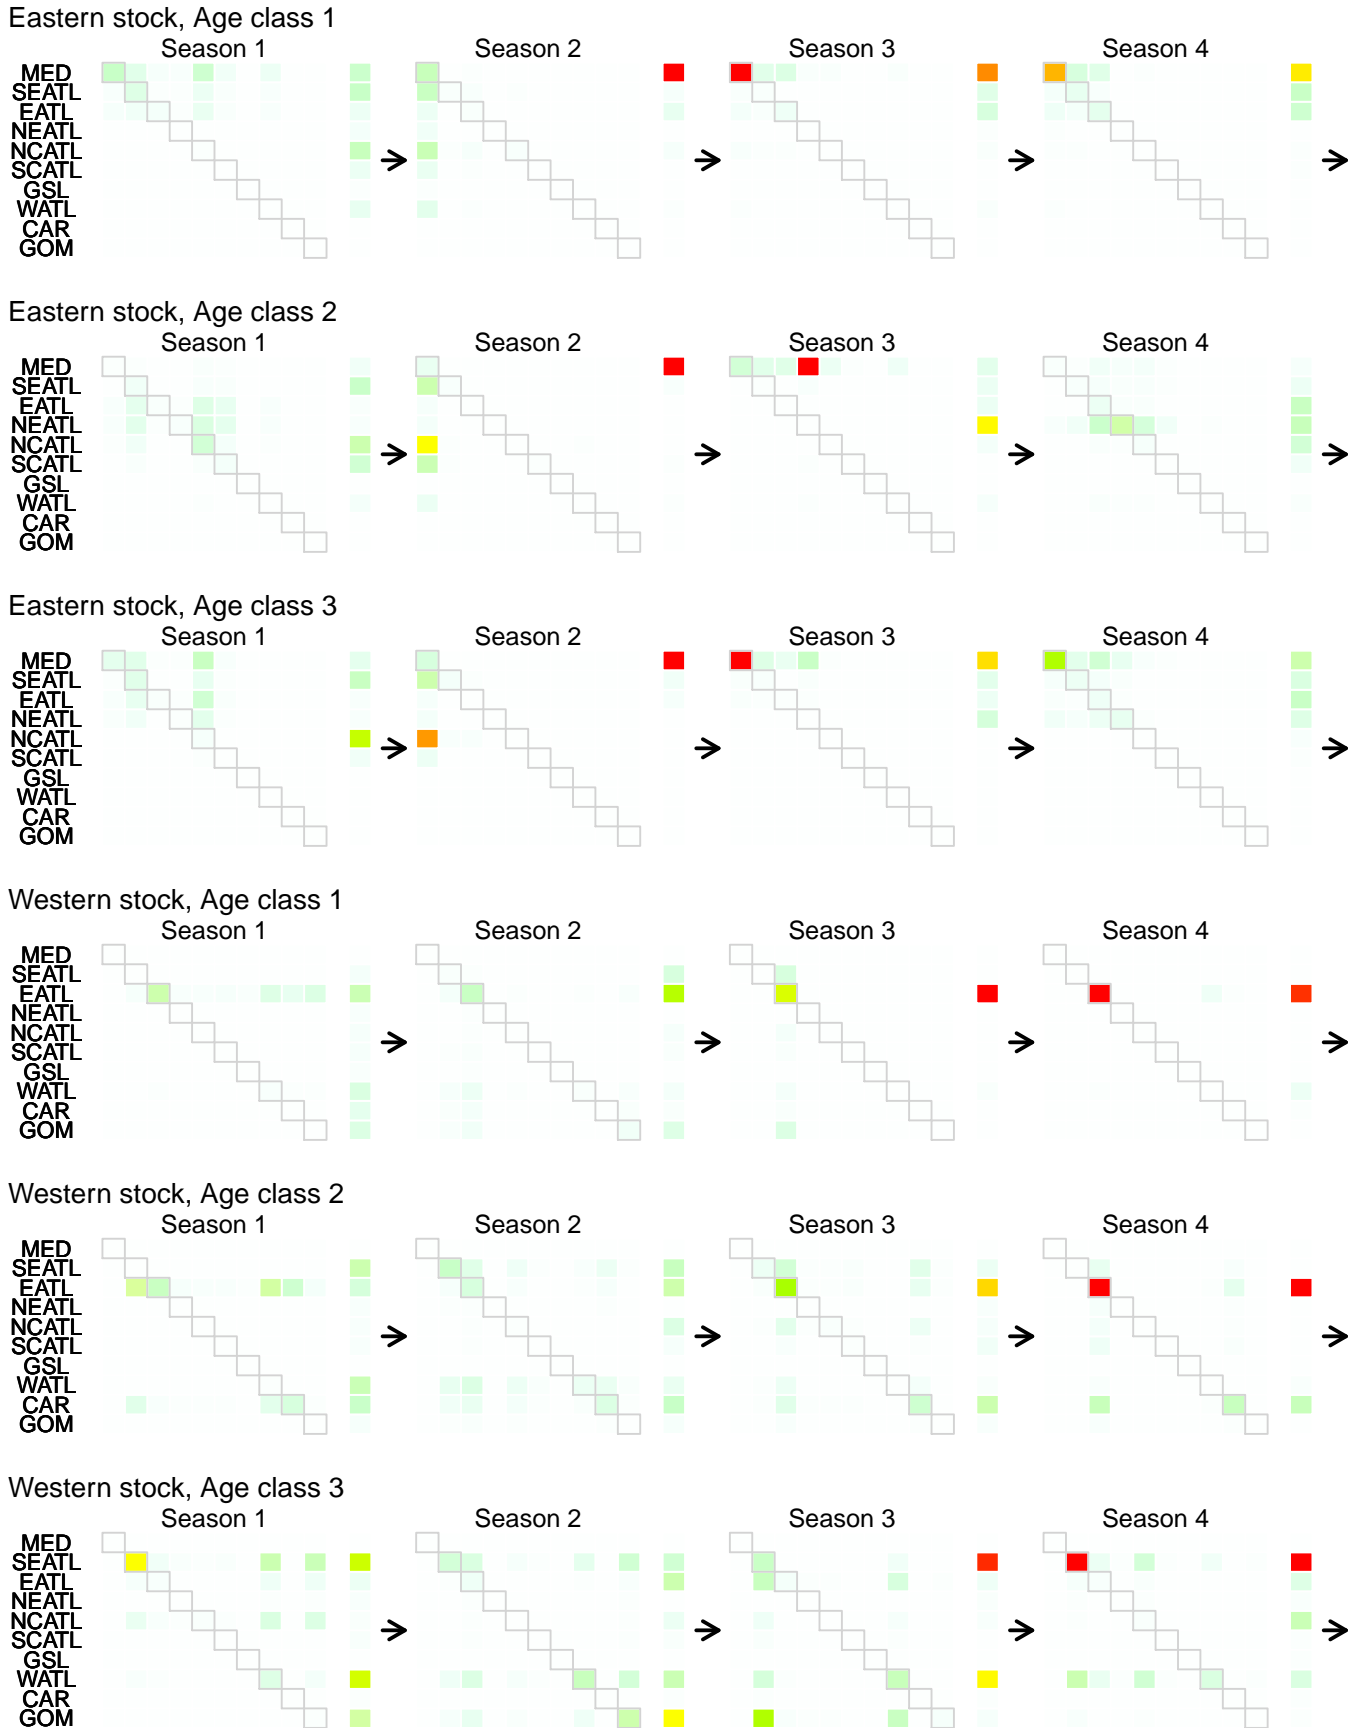 Eastern stock, Age class 1
Season 1 Season 2 Season 3 Season 4
MED
SEATL
EATL
NEATL
NCATL
SCATL
GSL
WATL
CAR
GOM
Eastern stock, Age class 2
Season 1 Season 2 Season 3 Season 4
MED
SEATL
EATL
NEATL
NCATL
SCATL
GSL
WATL
CAR
GOM
Eastern stock, Age class 3
Season 1 Season 2 Season 3 Season 4
MED
SEATL
EATL
NEATL
NCATL
SCATL
GSL
WATL
CAR
GOM
Western stock, Age class 1
Season 1 Season 2 Season 3 Season 4
MED
SEATL
EATL
NEATL
NCATL
SCATL
GSL
WATL
CAR
GOM
Western stock, Age class 2
Season 1 Season 2 Season 3 Season 4
MED
SEATL
EATL
NEATL
NCATL
SCATL
GSL
WATL
CAR
GOM
Western stock, Age class 3
Season 1 Season 2 Season 3 Season 4
MED
SEATL
EATL
NEATL
NCATL
SCATL
GSL
WATL
CAR
GOM